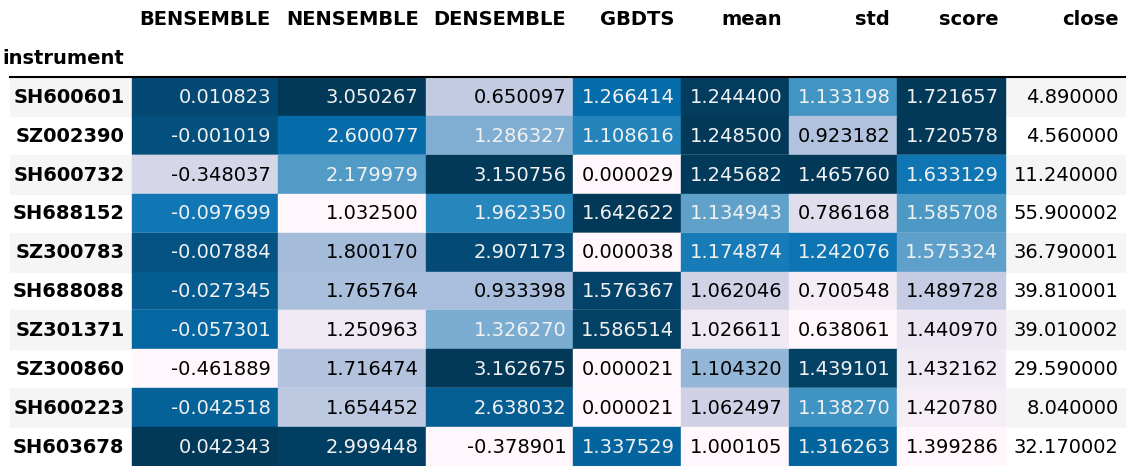 BENSEMBLE NENSEMBLE DENSEMBLE GBDTS mean std score close
instrument
SH600601 0.010823 3.050267 0.650097 1.266414 1.244400 1.133198 1.721657 4.890000
SZ002390 -0.001019 2.600077 1.286327 1.108616 1.248500 0.923182 1.720578 4.560000
SH600732 -0.348037 2.179979 3.150756 0.000029 1.245682 1.465760 1.633129 11.240000
SH688152 -0.097699 1.032500 1.962350 1.642622 1.134943 0.786168 1.585708 55.900002
SZ300783 -0.007884 1.800170 2.907173 0.000038 1.174874 1.242076 1.575324 36.790001
SH688088 -0.027345 1.765764 0.933398 1.576367 1.062046 0.700548 1.489728 39.810001
SZ301371 -0.057301 1.250963 1.326270 1.586514 1.026611 0.638061 1.440970 39.010002
SZ300860 -0.461889 1.716474 3.162675 0.000021 1.104320 1.439101 1.432162 29.590000
SH600223 -0.042518 1.654452 2.638032 0.000021 1.062497 1.138270 1.420780 8.040000
SH603678 0.042343 2.999448 -0.378901 1.337529 1.000105 1.316263 1.399286 32.170002